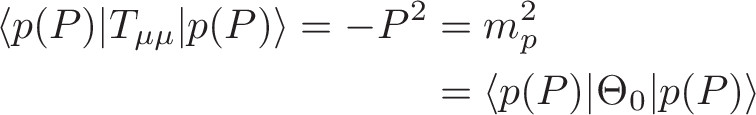 ⟨p(P)|T_{μμ}|p(P)⟩ = −P² = m_p²
= ⟨p(P)|Θ₀|p(P)⟩